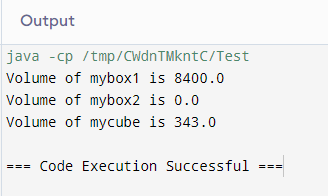 Output
java -cp /tmp/CWdnTMkntC/Test
Volume of mybox1 is 8400.0
Volume of mybox2 is 0.0
Volume of mycube is 343.0
=== Code Execution Successful ===